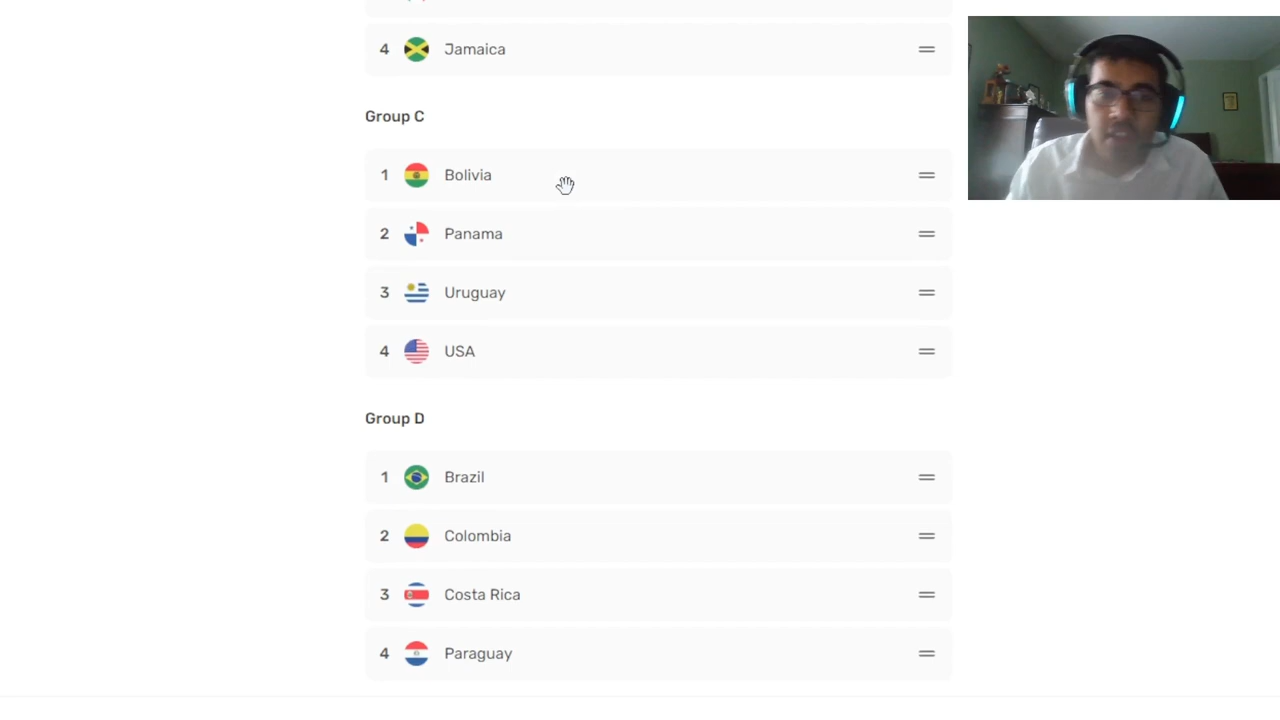 4 Jamaica
Group C
1 Bolivia
2 Panama
3 Uruguay
4 USA
Group D
1 Brazil
2 Colombia
3 Costa Rica
4 Paraguay